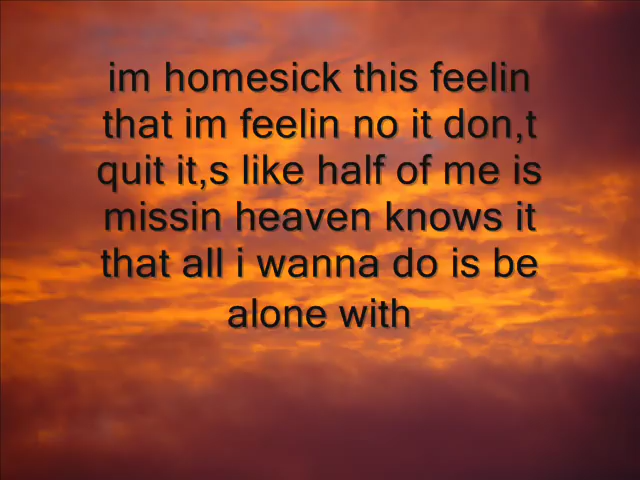 im homesick this feelin
that im feelin no it don,t
quit it,s like half of me is
missin heaven knows it
that all i wanna do is be
alone with